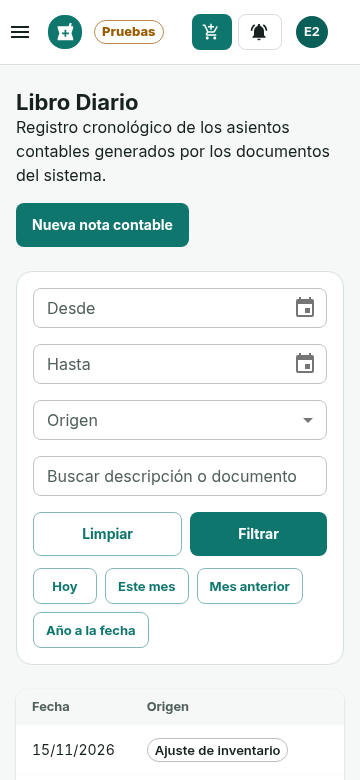 Pruebas
E2
Libro Diario
Registro cronológico de los asientos
contables generados por los documentos
del sistema.
Nueva nota contable
Desde
Hasta
Origen
Buscar descripción o documento
Limpiar Filtrar
Hoy Este mes Mes anterior
Año a la fecha
Fecha Origen
15/11/2026 Ajuste de inventario